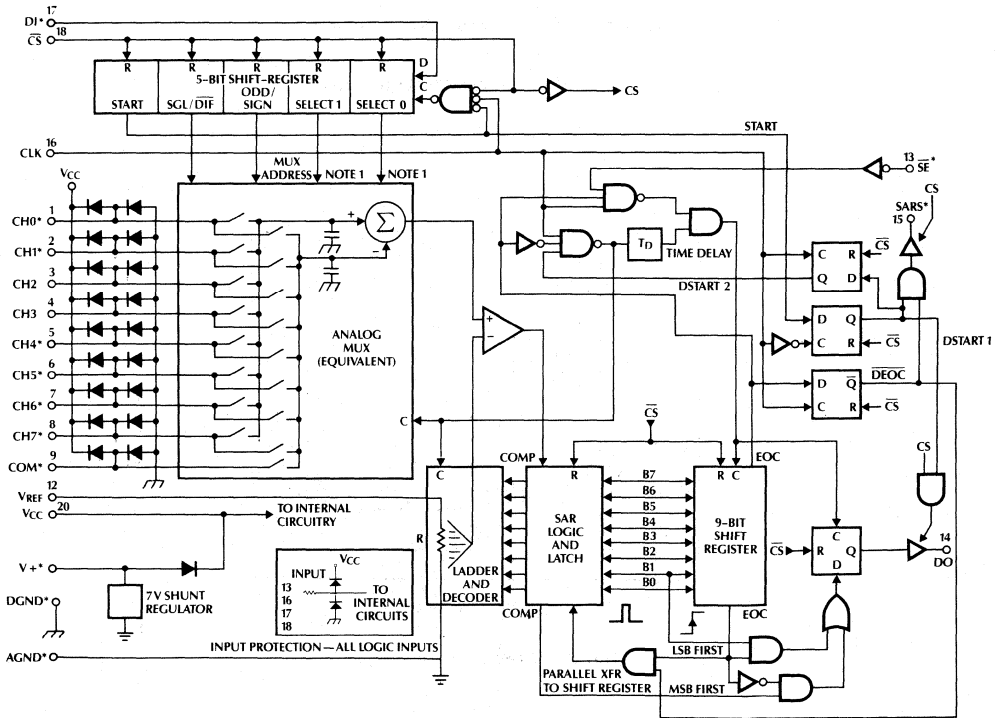 17
DI*
18
CS
R R R R R
D
5-BIT SHIFT-REGISTER
C
START SGL/DIF ODD/SIGN SELECT 1 SELECT 0
CS
START
16
CLK
MUX ADDRESS
NOTE 1 NOTE 1
13
SE*
VCC
CS
SARS*
15
1
CH0*
2
CH1*
3
CH2
4
CH3
5
CH4*
6
CH5*
7
CH6*
8
CH7*
9
COM*
+
Σ
−
ANALOG MUX
(EQUIVALENT)
C
+
−
TD
TIME DELAY
DSTART 2
C R CS
Q D
D Q
C R CS
DSTART 1
D Q DEOC
C R CS
CS
12
VREF
20
VCC
TO INTERNAL
CIRCUITRY
V+*
7V SHUNT
REGULATOR
DGND*
AGND*
INPUT
VCC
13
16
17
18
TO
INTERNAL
CIRCUITS
INPUT PROTECTION—ALL LOGIC INPUTS
C
R
LADDER
AND
DECODER
COMP
R
SAR
LOGIC
AND
LATCH
COMP
CS
B7
B6
B5
B4
B3
B2
B1
B0
R C EOC
9-BIT
SHIFT
REGISTER
EOC
CS
C
R Q
D
14
DO
LSB FIRST
PARALLEL XFR
TO SHIFT REGISTER
MSB FIRST